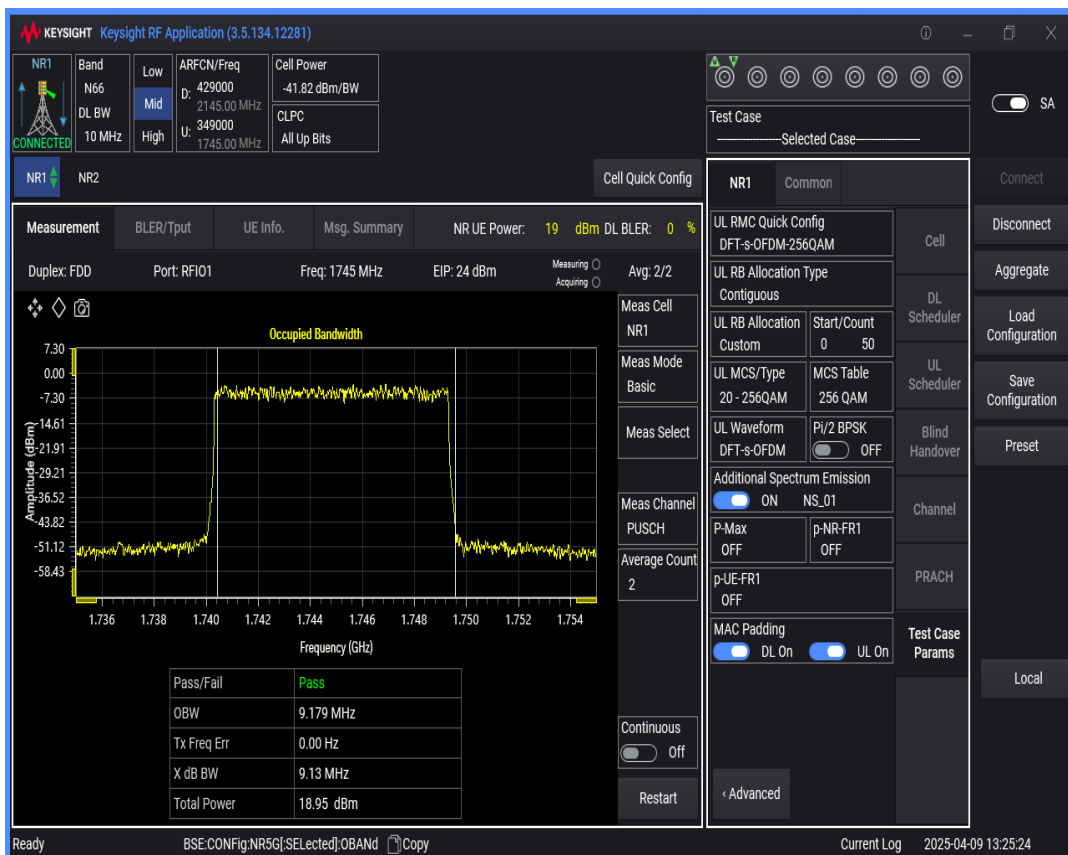 KEYSIGHT Keysight RF Application (3.5.134.12281)
NR1
CONNECTED
Band
N66
DL BW
10 MHz
Low
Mid
High
ARFCN/Freq
D: 429000
2145.00 MHz
U: 349000
1745.00 MHz
Cell Power
-41.82 dBm/BW
CLPC
All Up Bits
Test Case
Selected Case
SA
NR1
NR2
Cell Quick Config
Measurement
BLER/Tput
UE Info.
Msg. Summary
NR UE Power: 19 dBm DL BLER: 0 %
Duplex: FDD
Port: RFIO1
Freq: 1745 MHz
EIP: 24 dBm
Measuring
Acquiring
Avg: 2/2
Occupied Bandwidth
Amplitude (dBm)
7.30
0.00
-7.30
-14.61
-21.91
-29.21
-36.52
-43.82
-51.12
-58.43
1.736 1.738 1.740 1.742 1.744 1.746 1.748 1.750 1.752 1.754
Frequency (GHz)
Pass/Fail Pass
OBW 9.179 MHz
Tx Freq Err 0.00 Hz
X dB BW 9.13 MHz
Total Power 18.95 dBm
Meas Cell
NR1
Meas Mode
Basic
Meas Select
Meas Channel
PUSCH
Average Count
2
Continuous
Off
Restart
NR1
Common
UL RMC Quick Config
DFT-s-OFDM-256QAM
UL RB Allocation Type
Contiguous
UL RB Allocation
Custom
Start/Count
0 50
UL MCS/Type
20 - 256QAM
MCS Table
256 QAM
UL Waveform
DFT-s-OFDM
Pi/2 BPSK
OFF
Additional Spectrum Emission
ON NS_01
P-Max
OFF
p-NR-FR1
OFF
p-UE-FR1
OFF
MAC Padding
DL On
UL On
‹ Advanced
Cell
DL
Scheduler
UL
Scheduler
Blind
Handover
Channel
PRACH
Test Case
Params
Connect
Disconnect
Aggregate
Load
Configuration
Save
Configuration
Preset
Local
Ready
BSE:CONFig:NR5G[:SELected]:OBANd
Copy
Current Log
2025-04-09 13:25:24